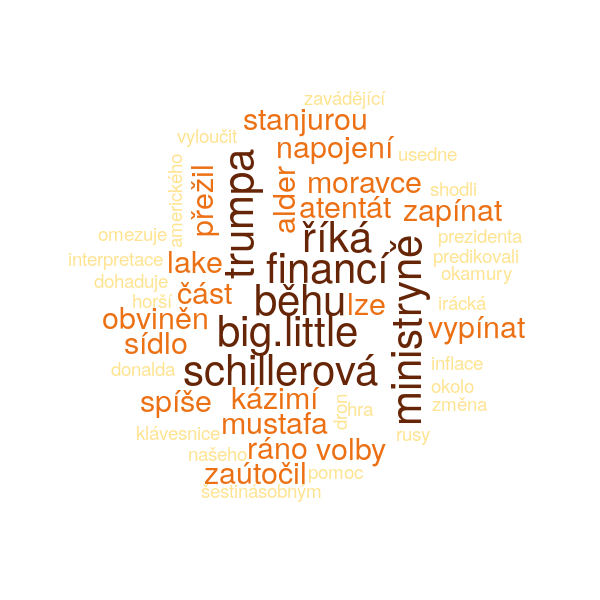 zavádějící
stanjurou
vyloučit
napojení
usedne
amerického
přežil
trumpa
alder
moravce
shodli
atentát
zapínat
omezuje
říká
prezidenta
interpretace
lake
financí
predikovali
okamury
dohaduje
část
běhu
lze
ministryně
horší
irácká
obviněn
big.little
vypínat
sídlo
donalda
schillerová
inflace
okolo
spíše
kázimí
dron
hra
změna
klávesnice
mustafa
rusy
našeho
ráno
volby
zaútočil
pomoc
šestinásobným